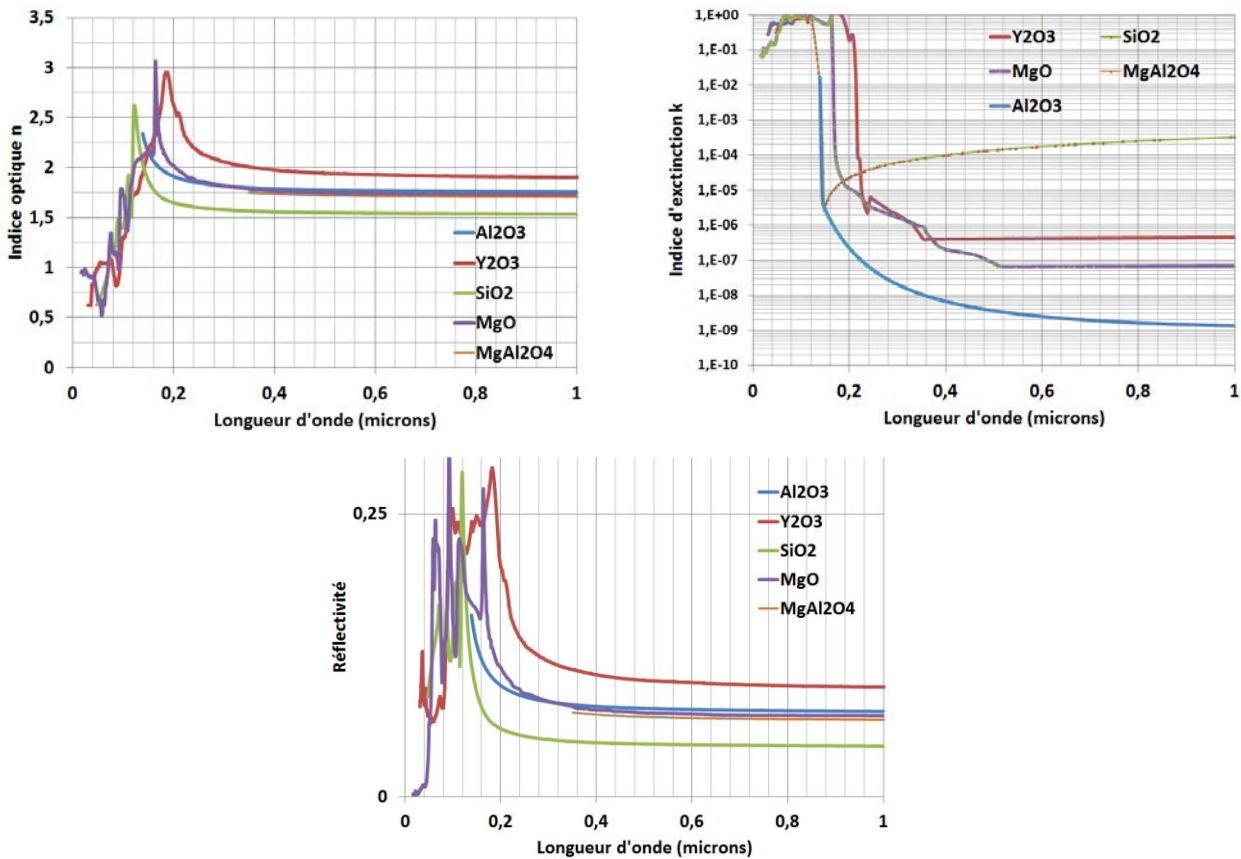 3,5
3
2,5
2
1,5
1
0,5
0
Indice optique n
Al2O3
Y2O3
SiO2
MgO
MgAl2O4
0
0,2
0,4
0,6
0,8
1
Longueur d'onde (microns)
1,E+00
1,E-01
1,E-02
1,E-03
1,E-04
1,E-05
1,E-06
1,E-07
1,E-08
1,E-09
1,E-10
Indice d'exctinction k
Y2O3
SiO2
MgO
MgAl2O4
Al2O3
0
0,2
0,4
0,6
0,8
1
Longueur d'onde (microns)
0,25
0
Réflectivité
Al2O3
Y2O3
SiO2
MgO
MgAl2O4
0
0,2
0,4
0,6
0,8
1
Longueur d'onde (microns)